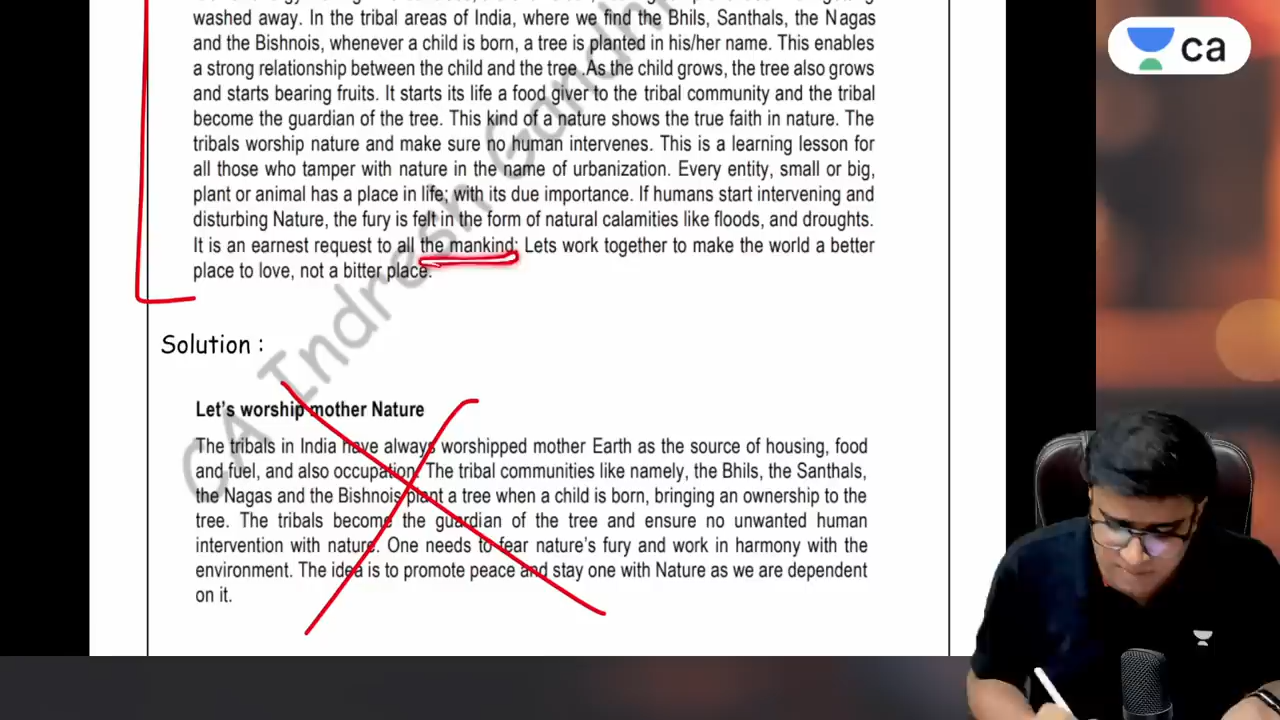 washed away. In the tribal areas of India, where we find the Bhils, Santhals, the Nagas
and the Bishnois, whenever a child is born, a tree is planted in his/her name. This enables
a strong relationship between the child and the tree .As the child grows, the tree also grows
and starts bearing fruits. It starts its life a food giver to the tribal community and the tribal
become the guardian of the tree. This kind of a nature shows the true faith in nature. The
tribals worship nature and make sure no human intervenes. This is a learning lesson for
all those who tamper with nature in the name of urbanization. Every entity, small or big,
plant or animal has a place in life; with its due importance. If humans start intervening and
disturbing Nature, the fury is felt in the form of natural calamities like floods, and droughts.
It is an earnest request to all the mankind; Lets work together to make the world a better
place to love, not a bitter place.
Solution :
Let's worship mother Nature
The tribals in India have always worshipped mother Earth as the source of housing, food
and fuel, and also occupation. The tribal communities like namely, the Bhils, the Santhals,
the Nagas and the Bishnois plant a tree when a child is born, bringing an ownership to the
tree. The tribals become the guardian of the tree and ensure no unwanted human
intervention with nature. One needs to fear nature's fury and work in harmony with the
environment. The idea is to promote peace and stay one with Nature as we are dependent
on it.
CA Indresh Gandhi
ca